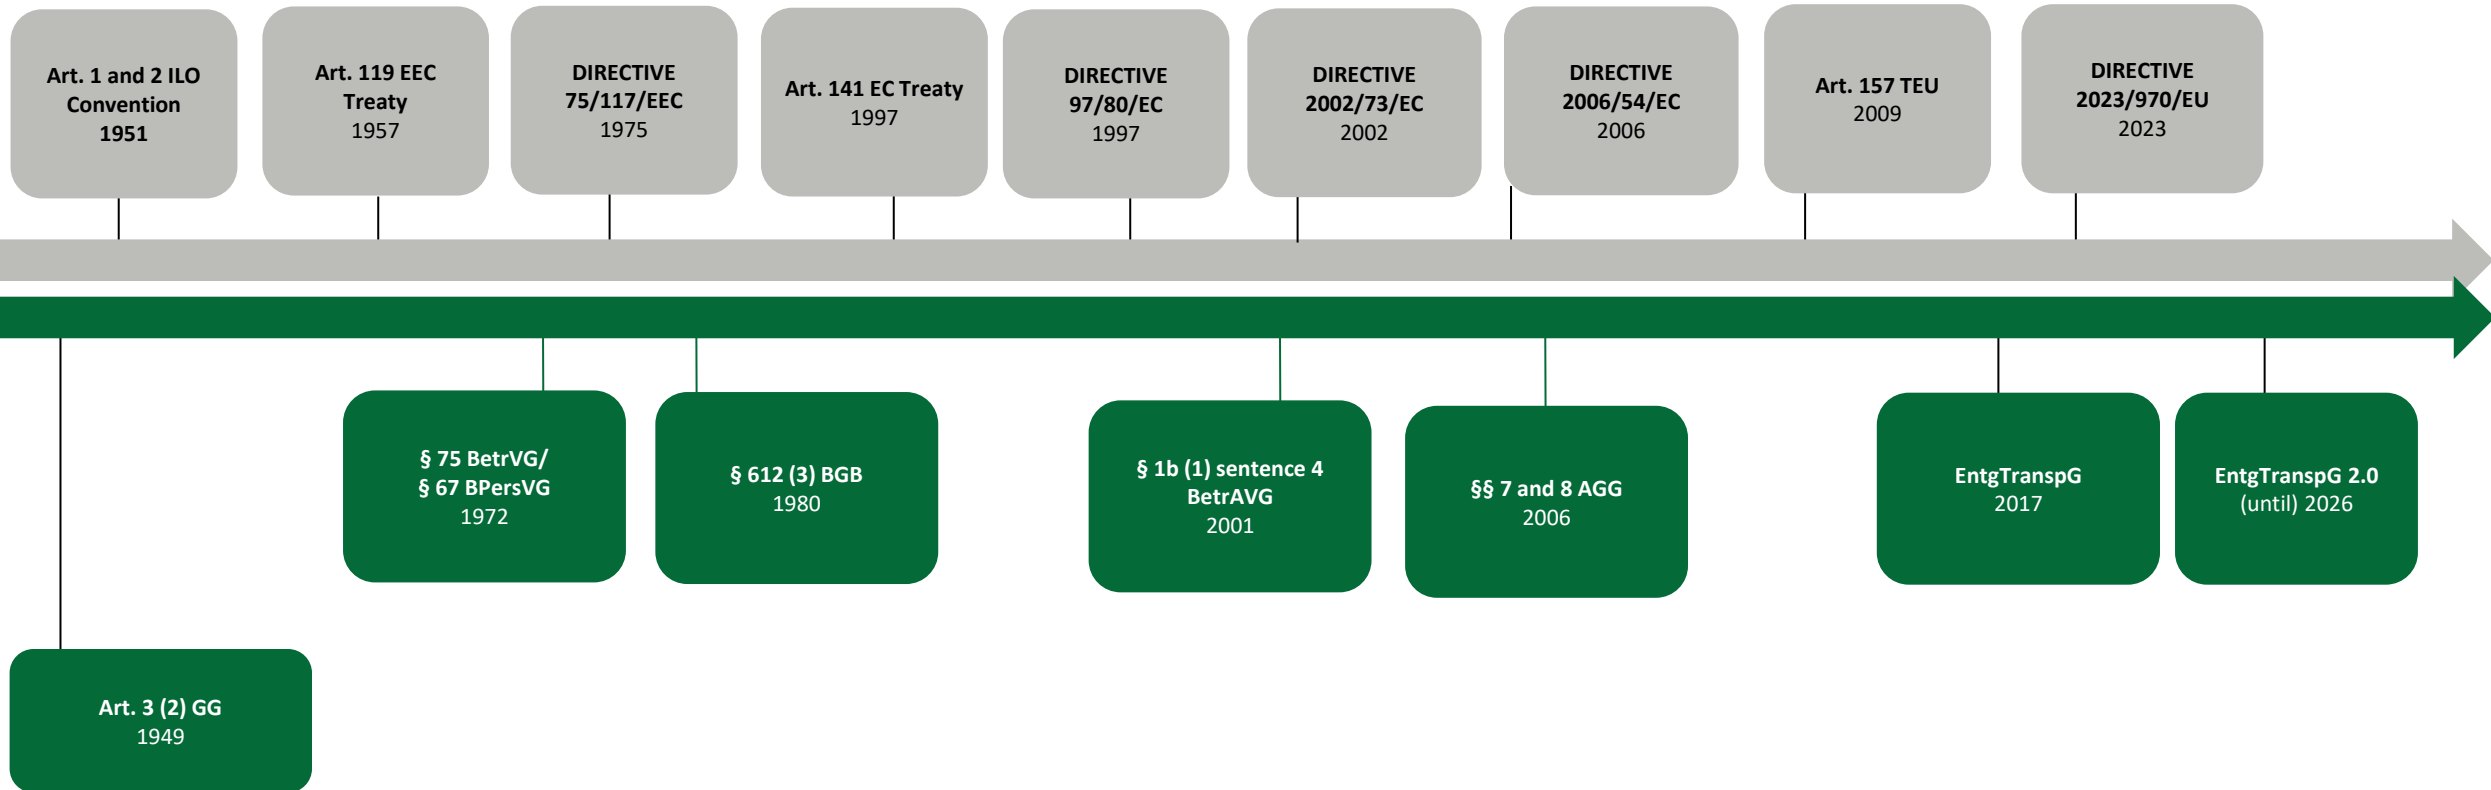 Art. 1 and 2 ILO
Convention
1951
Art. 119 EEC
Treaty
1957
DIRECTIVE
75/117/EEC
1975
Art. 141 EC Treaty
1997
DIRECTIVE
97/80/EC
1997
DIRECTIVE
2002/73/EC
2002
DIRECTIVE
2006/54/EC
2006
Art. 157 TEU
2009
DIRECTIVE
2023/970/EU
2023
§ 75 BetrVG/
§ 67 BPersVG
1972
§ 612 (3) BGB
1980
§ 1b (1) sentence 4
BetrAVG
2001
§§ 7 and 8 AGG
2006
EntgTranspG
2017
EntgTranspG 2.0
(until) 2026
Art. 3 (2) GG
1949